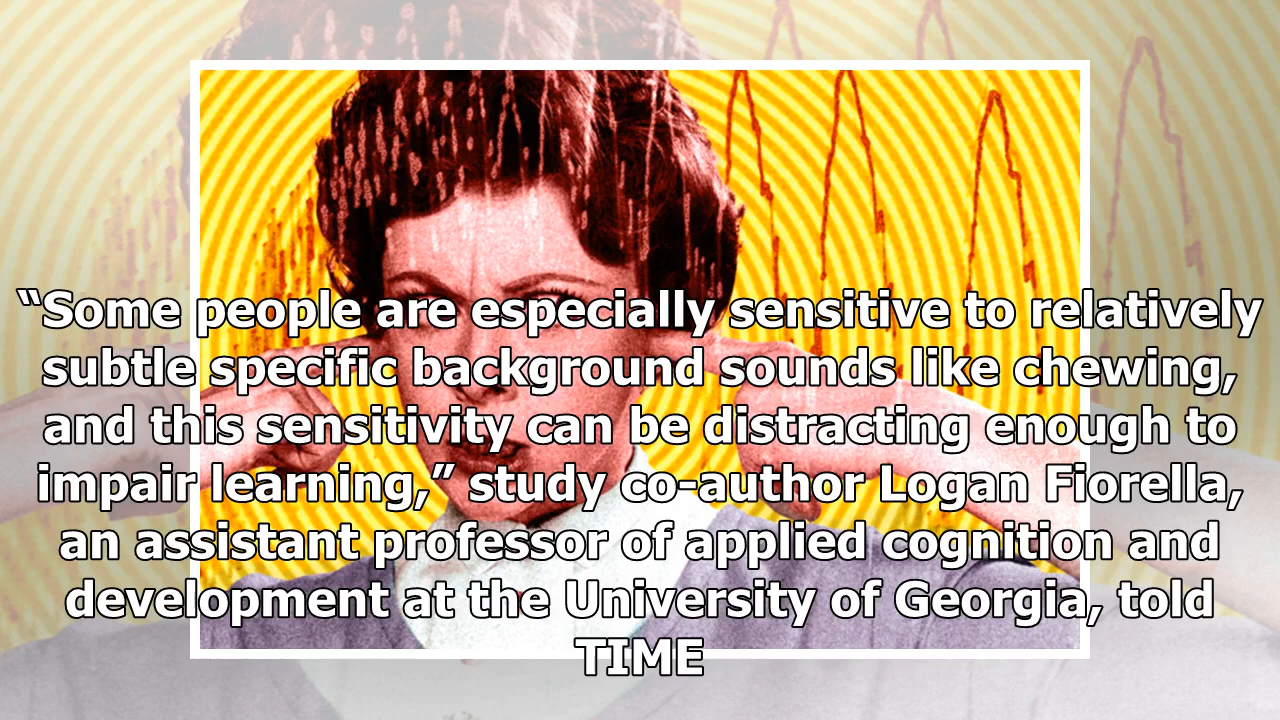 “Some people are especially sensitive to relatively
subtle specific background sounds like chewing,
and this sensitivity can be distracting enough to
impair learning,” study co-author Logan Fiorella,
an assistant professor of applied cognition and
development at the University of Georgia, told
TIME